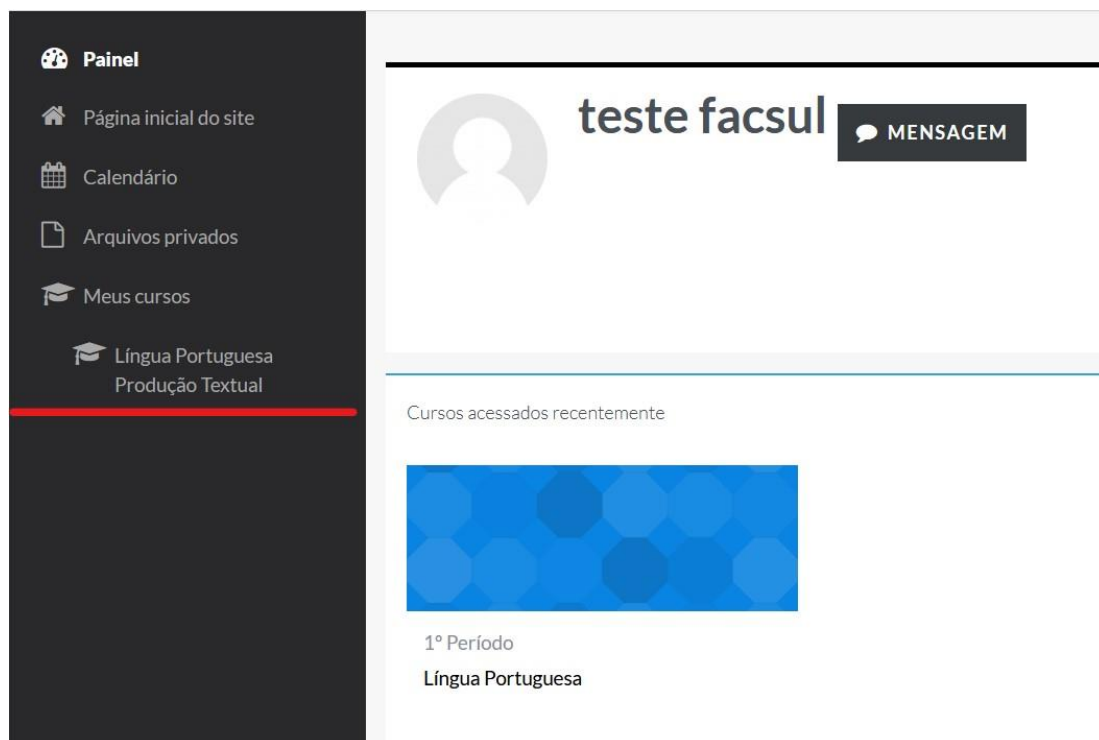 Painel
Página inicial do site
Calendário
Arquivos privados
Meus cursos
Língua Portuguesa
Produção Textual
teste facsul
MENSAGEM
Cursos acessados recentemente
1º Período
Língua Portuguesa